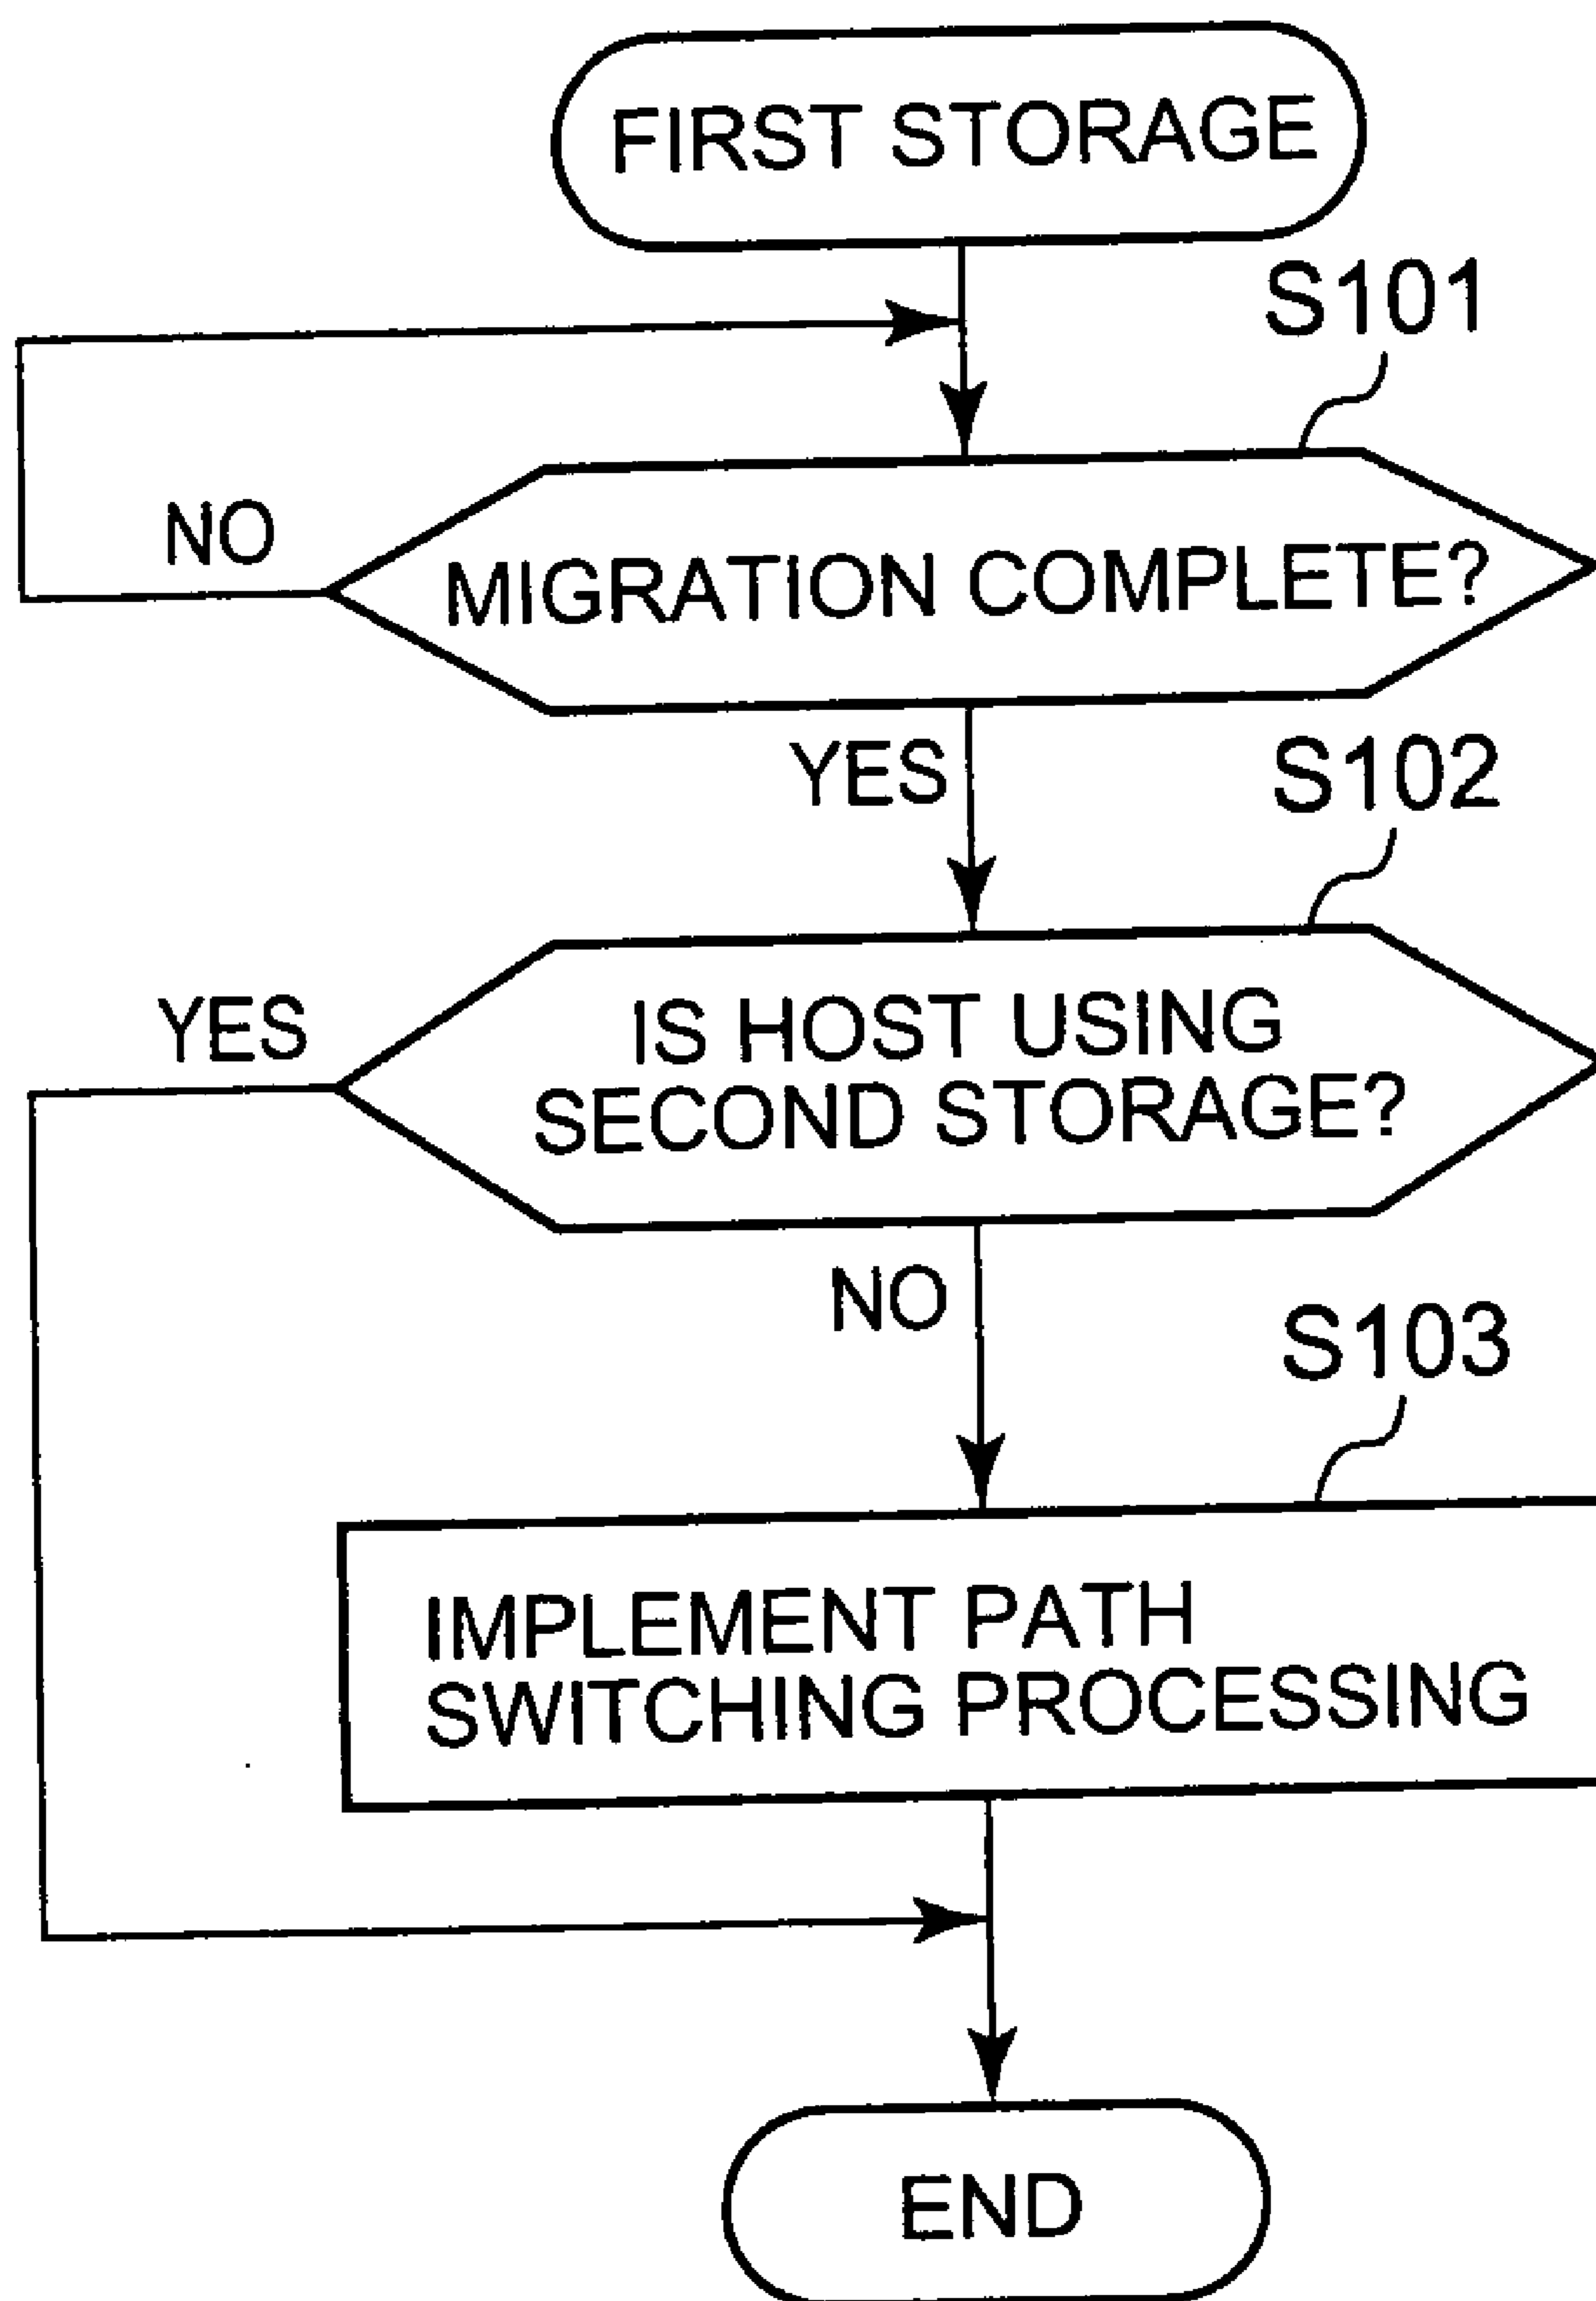 FIRST STORAGE
S101
NO
MIGRATION COMPLETE?
YES
S102
YES
IS HOST USING
SECOND STORAGE?
NO
S103
IMPLEMENT PATH
SWITCHING PROCESSING
END